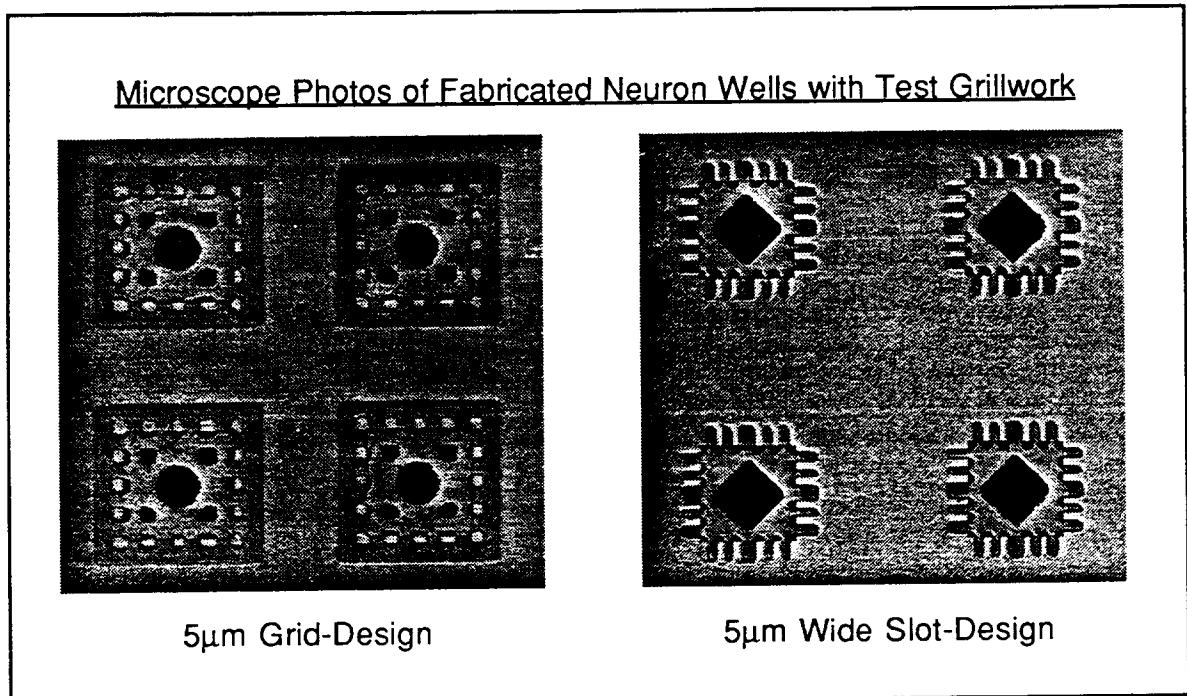 Microscope Photos of Fabricated Neuron Wells with Test Grillwork
5μm Grid-Design
5μm Wide Slot-Design